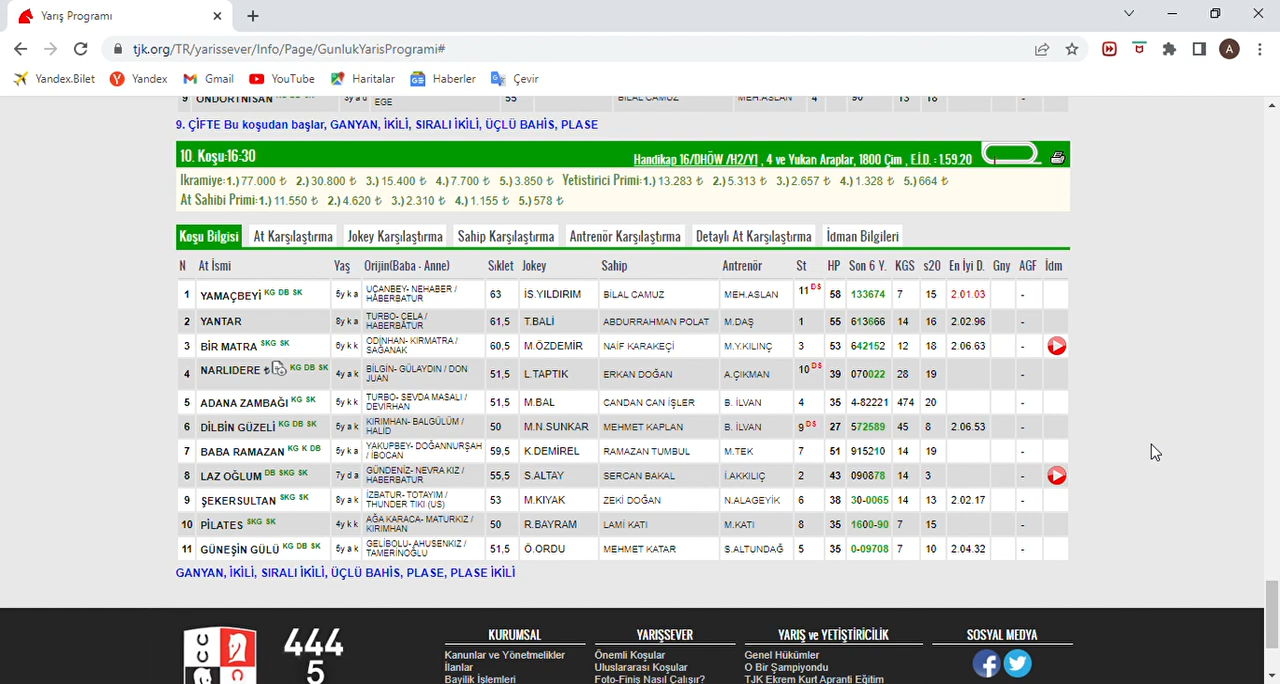 Yarış Programı
tjk.org/TR/yarissever/Info/Page/GunlukYarisProgrami#
A
Yandex.Bilet Yandex Gmail YouTube Haritalar Haberler Çevir
9 ONDÖRTNİSAN EGE 55 BİLAL CAMUZ MEH.ASLAN 4 90 13 18 -
9. ÇİFTE Bu koşudan başlar, GANYAN, İKİLİ, SIRALI İKİLİ, ÜÇLÜ BAHİS, PLASE
10. Koşu:16:30 Handikap 16/DHÖW /H2/Y1 , 4 ve Yukarı Araplar, 1800 Çim , E.İ.D. : 1.59.20
Ikramiye:1.) 77.000 ₺ 2.) 30.800 ₺ 3.) 15.400 ₺ 4.) 7.700 ₺ 5.) 3.850 ₺ Yetistirici Primi:1.) 13.283 ₺ 2.) 5.313 ₺ 3.) 2.657 ₺ 4.) 1.328 ₺ 5.) 664 ₺
At Sahibi Primi:1.) 11.550 ₺ 2.) 4.620 ₺ 3.) 2.310 ₺ 4.) 1.155 ₺ 5.) 578 ₺
Koşu Bilgisi At Karşılaştırma Jokey Karşılaştırma Sahip Karşılaştırma Antrenör Karşılaştırma Detaylı At Karşılaştırma İdman Bilgileri
N At İsmi Yaş Orijin(Baba - Anne) Sıklet Jokey Sahip Antrenör St HP Son 6 Y. KGS s20 En İyi D. Gny AGF İdm
1 YAMAÇBEYİ KG DB SK 5y k a UÇANBEY- NEHABER / HABERBATUR 63 İS.YILDIRIM BİLAL CAMUZ MEH.ASLAN 11 DS 58 133674 7 15 2.01.03 -
2 YANTAR 8y k a TURBO- ÇELA / HABERBATUR 61,5 T.BALİ ABDURRAHMAN POLAT M.DAŞ 1 55 613666 14 16 2.02.96 -
3 BİR MATRA SKG SK 6y k k ODINHAN- KIRMATRA / SAĞANAK 60,5 M.ÖZDEMİR NAİF KARAKEÇİ M.Y.KILINÇ 3 53 642152 12 18 2.06.63 -
4 NARLIDERE ₺ KG DB SK 4y a k BİLGİN- GÜLAYDIN / DON JUAN 51,5 L.TAPTIK ERKAN DOĞAN A.ÇIKMAN 10 DS 39 070022 28 19 -
5 ADANA ZAMBAĞI KG SK 5y k k TURBO- SEVDA MASALI / DEVİRHAN 51,5 M.BAL CANDAN CAN İŞLER B. İLVAN 4 35 4-82221 474 20 -
6 DİLBİN GÜZELİ KG DB SK 5y a k KIRIMHAN- BALGÜLÜM / HALİD 50 M.N.SUNKAR MEHMET KAPLAN B. İLVAN 9 DS 27 572589 45 8 2.06.53 -
7 BABA RAMAZAN KG K DB 5y k a YAKUPBEY- DOĞANNURŞAH / İBOCAN 59,5 K.DEMİREL RAMAZAN TUMBUL M.TEK 7 51 915210 14 19 -
8 LAZ OĞLUM DB SKG SK 7y d a GÜNDENİZ- NEVRA KIZ / HABERBATUR 55,5 S.ALTAY SERCAN BAKAL İ.AKKILIÇ 2 43 090878 14 3 -
9 ŞEKERSULTAN SKG SK 8y a k İZBATUR- TOTAYIM / THUNDER TIKI (US) 53 M.KIYAK ZEKİ DOĞAN N.ALAGEYİK 6 38 30-0065 14 13 2.02.17 -
10 PİLATES SKG SK 4y k k AĞA KARACA- MATURKIZ / KIRIMHAN 50 R.BAYRAM LAMİ KATI M.KATI 8 35 1600-90 7 15 -
11 GÜNEŞİN GÜLÜ KG DB SK 5y a k GELİBOLU- AHUSENKIZ / TAMERİNOĞLU 51,5 Ö.ORDU MEHMET KATAR S.ALTUNDAĞ 5 35 0-09708 7 10 2.04.32 -
GANYAN, İKİLİ, SIRALI İKİLİ, ÜÇLÜ BAHİS, PLASE, PLASE İKİLİ
444
5
KURUMSAL YARIŞSEVER YARIŞ ve YETİŞTİRİCİLİK SOSYAL MEDYA
Kanunlar ve Yönetmelikler Önemli Koşular Genel Hükümler
İlanlar Uluslararası Koşular O Bir Şampiyondu
Bayilik İşlemleri Foto-Finiş Nasıl Çalışır? TJK Ekrem Kurt Apranti Eğitim